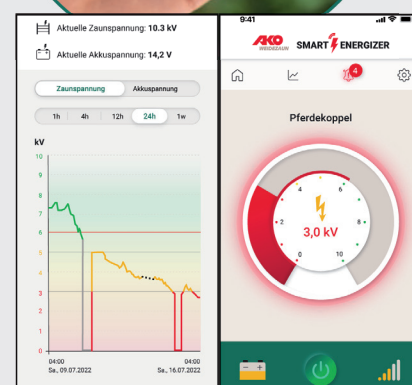 Aktuelle Zaunspannung: 10.3 kV
Aktuelle Akkuspannung: 14,2 V
Zaunspannung Akkuspannung
1h 4h 12h 24h 1w
kV
10
9
8
7
6
5
4
3
2
1
0
04:00 04:00
Sa., 09.07.2022 Sa., 16.07.2022
9:41
AKO
WEIDEZAUN
SMART ENERGIZER
4
Pferdekoppel
4 6
2 8
3,0 kV
0 10